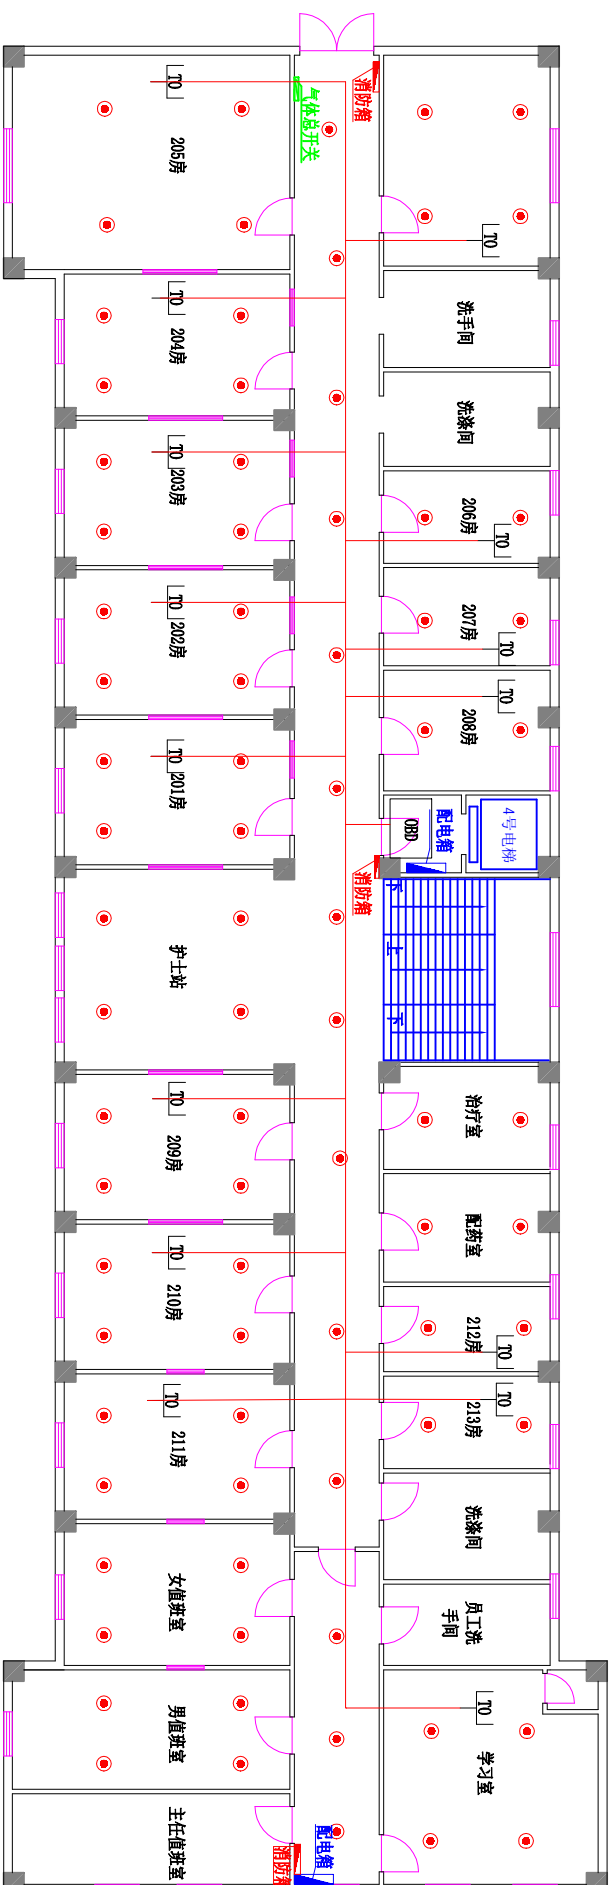 气体总开关
消防箱
TO
205房
TO
TO
204房
洗手间
洗涤间
TO
203房
206房
TO
TO
202房
207房
TO
TO
208房
TO
201房
OBD
配电箱
4号电梯
消防箱
下
上
下
护士站
TO
209房
治疗室
TO
210房
配药室
212房
TO
TO
211房
TO
213房
洗涤间
女值班室
员工洗
手间
男值班室
TO
学习室
主任值班室
消防箱
配电箱